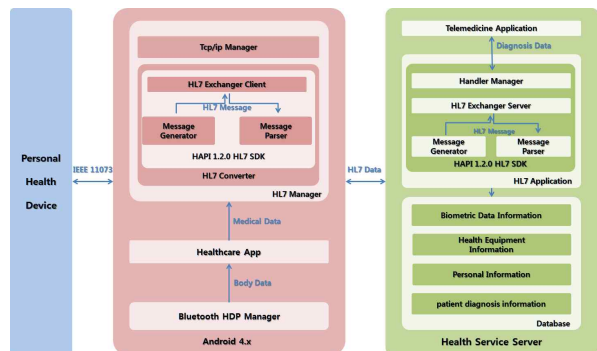 Personal
Health
Device
IEEE 11073
Tcp/ip Manager
HL7 Exchanger Client
HL7 Message
Message
Generator
Message
Parser
HAPI 1.2.0 HL7 SDK
HL7 Converter
HL7 Manager
Medical Data
Healthcare App
Body Data
Bluetooth HDP Manager
Android 4.x
HL7 Data
Telemedicine Application
Diagnosis Data
Handler Manager
HL7 Exchanger Server
HL7 Message
Message
Generator
Message
Parser
HAPI 1.2.0 HL7 SDK
HL7 Application
Biometric Data Information
Health Equipment
Information
Personal Information
patient diagnosis information
Database
Health Service Server